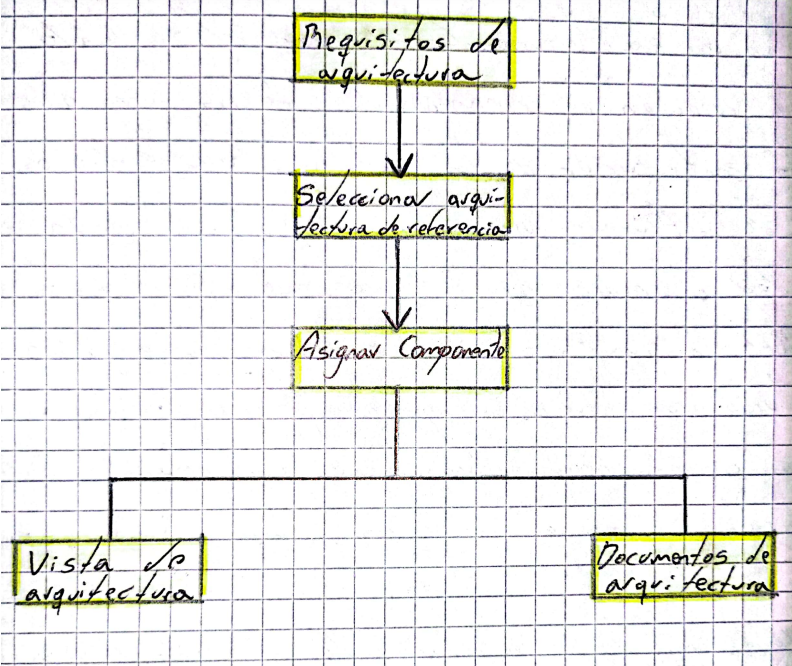 Requisitos de
arquitectura
Seleccionar arqui-
tectura de referencia
Asignar Componente
Vista de
arquitectura
Documentos de
arquitectura